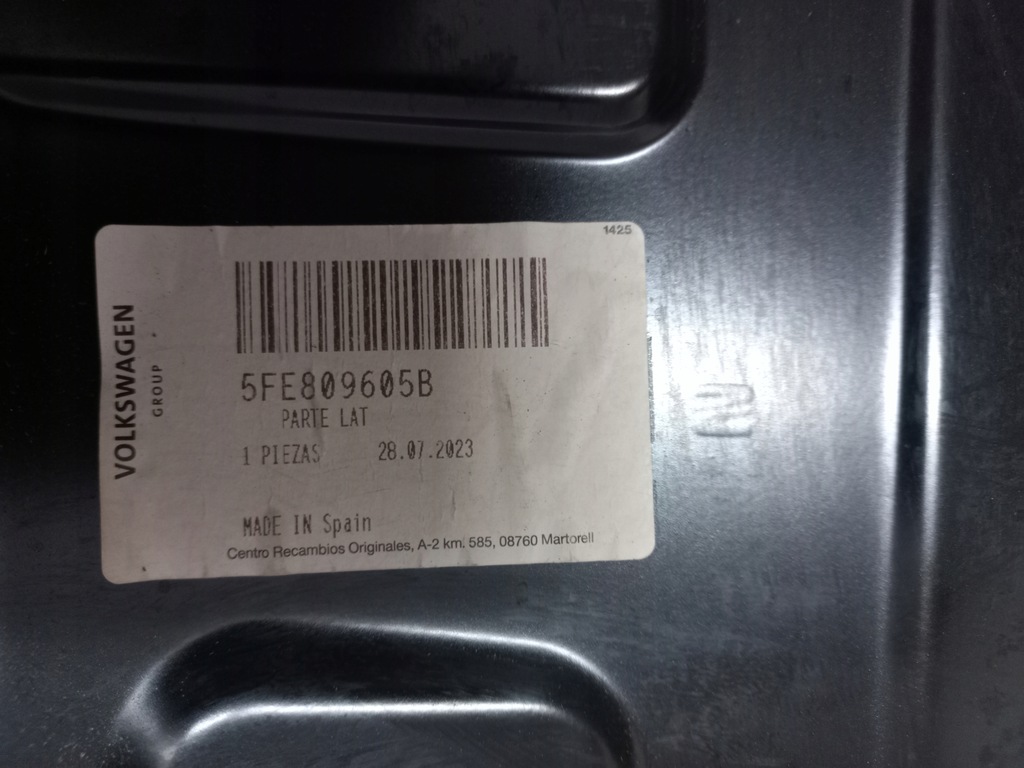 1425
VOLKSWAGEN
GROUP
5FE809605B
PARTE LAT
1 PIEZAS 28.07.2023
MADE IN Spain
Centro Recambios Originales, A-2 km. 585, 08760 Martorell